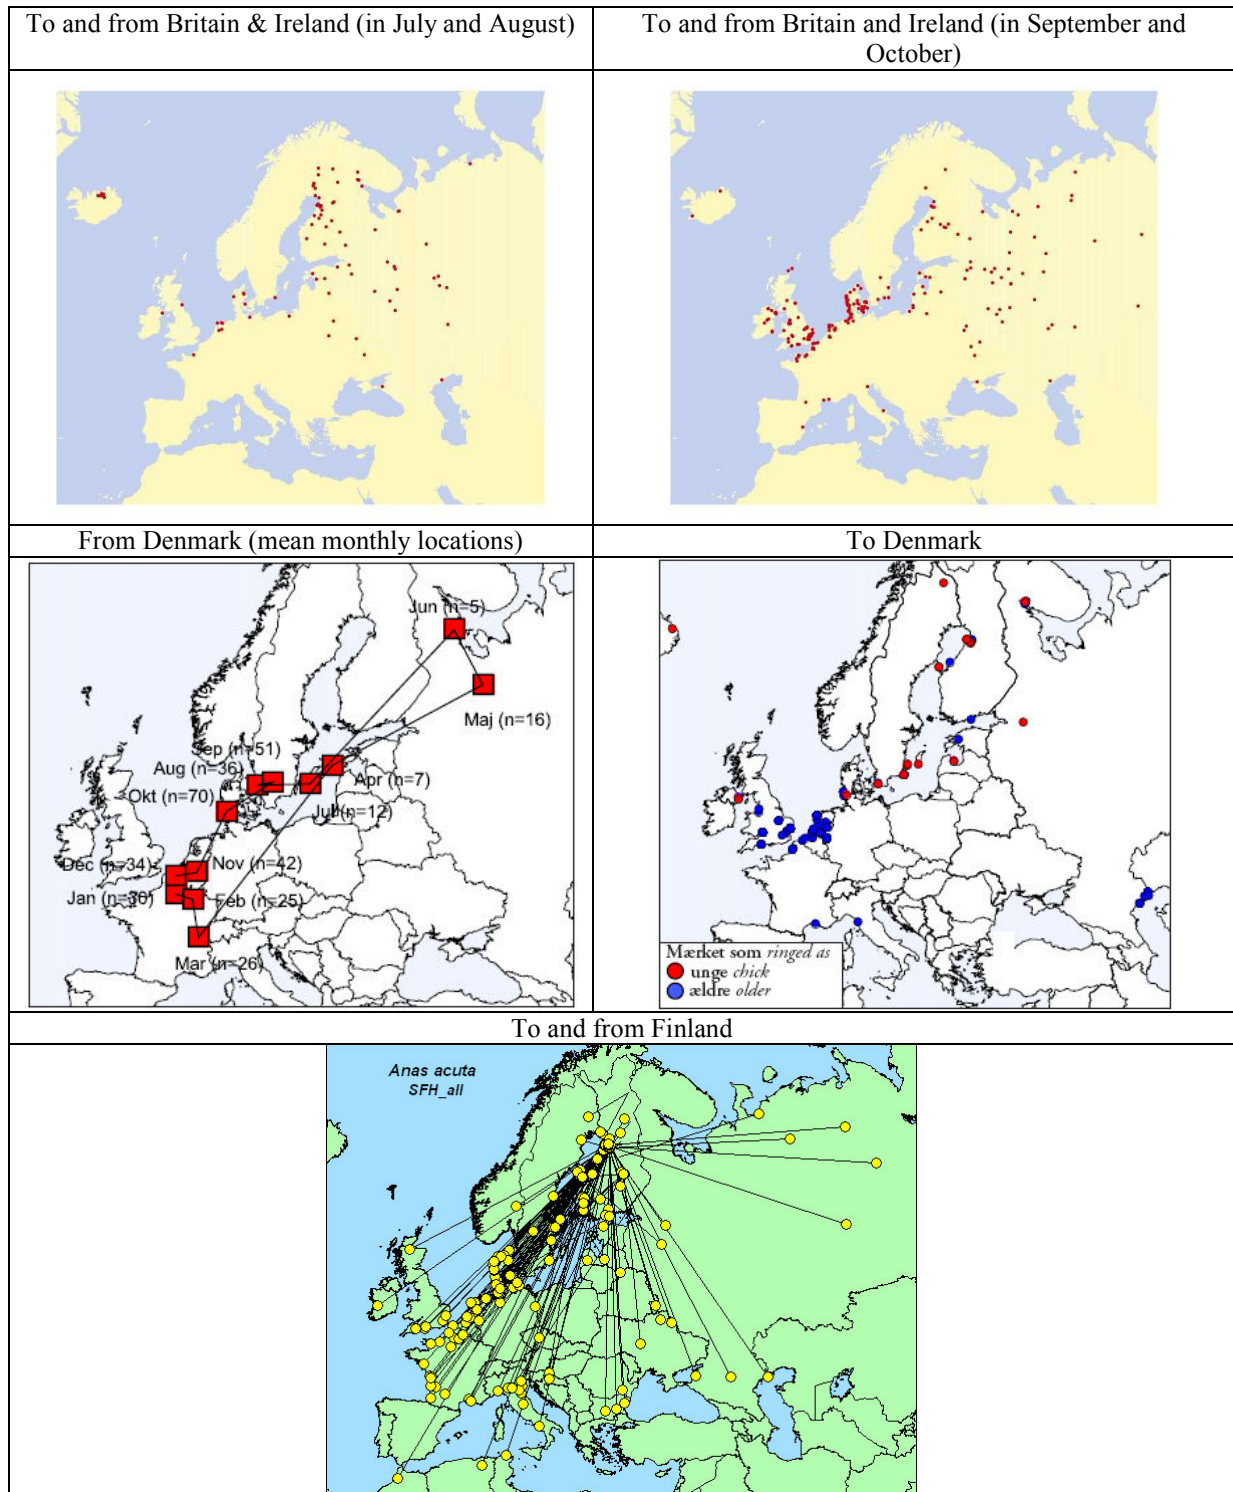 To and from Britain & Ireland (in July and August)
To and from Britain and Ireland (in September and
October)
From Denmark (mean monthly locations)
To Denmark
Jun (n=5)
Maj (n=16)
Sep (n=51)
Aug (n=36)
Apr (n=7)
Okt (n=70)
Jul (n=12)
Dec (n=34)
Nov (n=42)
Jan (n=30)
Feb (n=25)
Mar (n=26)
Mærket som ringed as
unge chick
ældre older
To and from Finland
Anas acuta
SFH_all